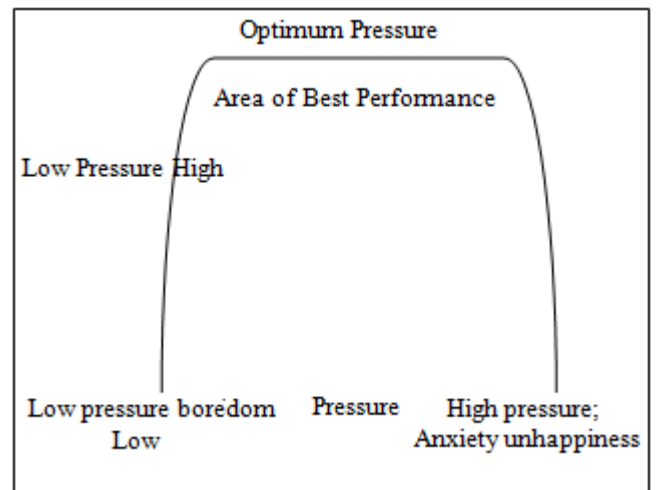 Optimum Pressure
Area of Best Performance
Low Pressure High
Low pressure boredom
Low
Pressure
High pressure;
Anxiety unhappiness